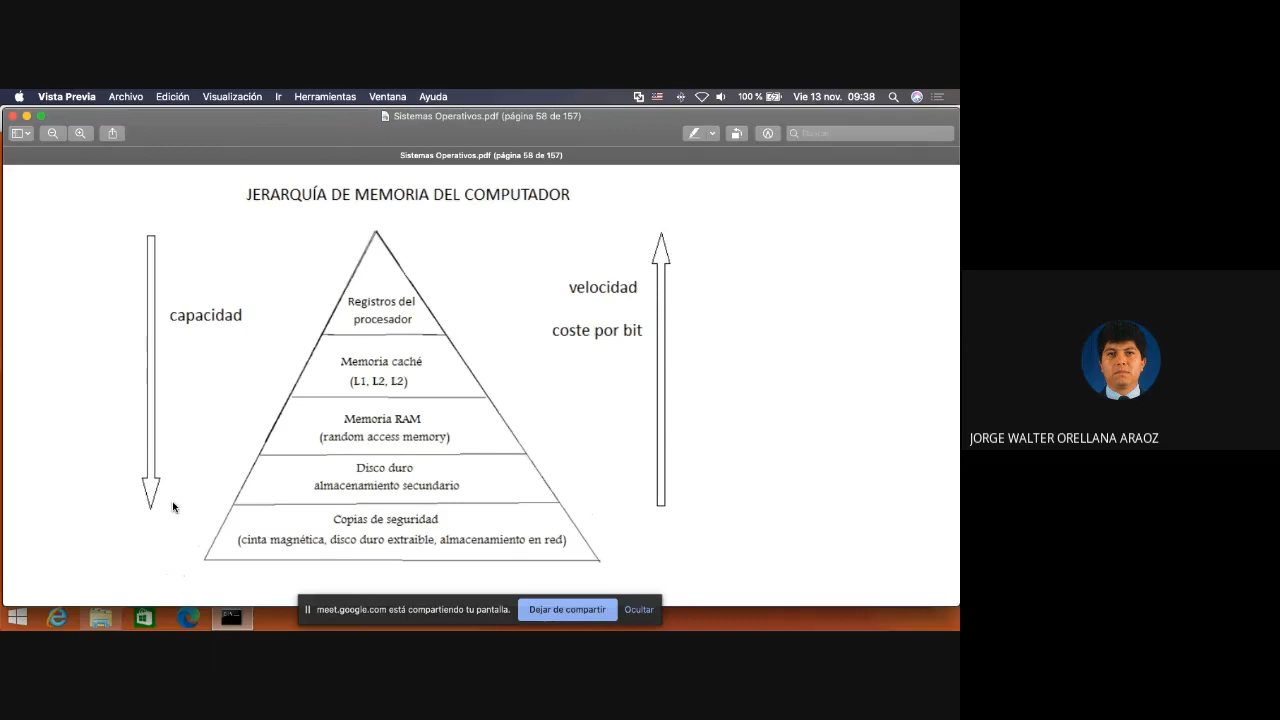 Vista Previa Archivo Edición Visualización Ir Herramientas Ventana Ayuda 100 % Vie 13 nov. 09:38
Sistemas Operativos.pdf (página 58 de 157)
Buscar
Sistemas Operativos.pdf (página 58 de 157)
JERARQUÍA DE MEMORIA DEL COMPUTADOR
capacidad
velocidad
coste por bit
Registros del
procesador
Memoria caché
(L1, L2, L2)
Memoria RAM
(random access memory)
Disco duro
almacenamiento secundario
Copias de seguridad
(cinta magnética, disco duro extraible, almacenamiento en red)
JORGE WALTER ORELLANA ARAOZ
meet.google.com está compartiendo tu pantalla. Dejar de compartir Ocultar